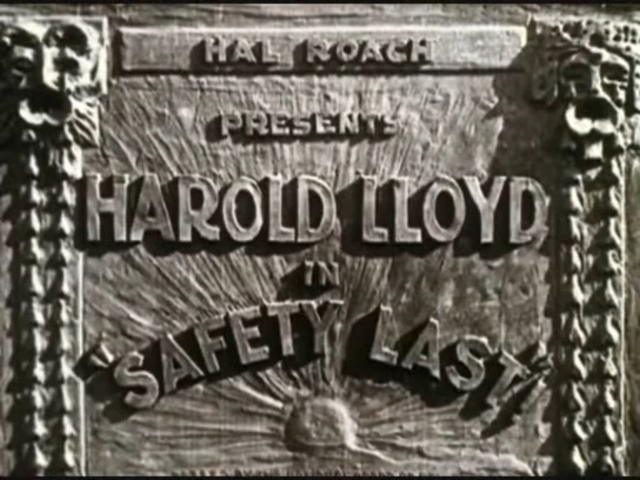 HAL ROACH
PRESENTS
HAROLD LLOYD
IN
"SAFETY LAST"